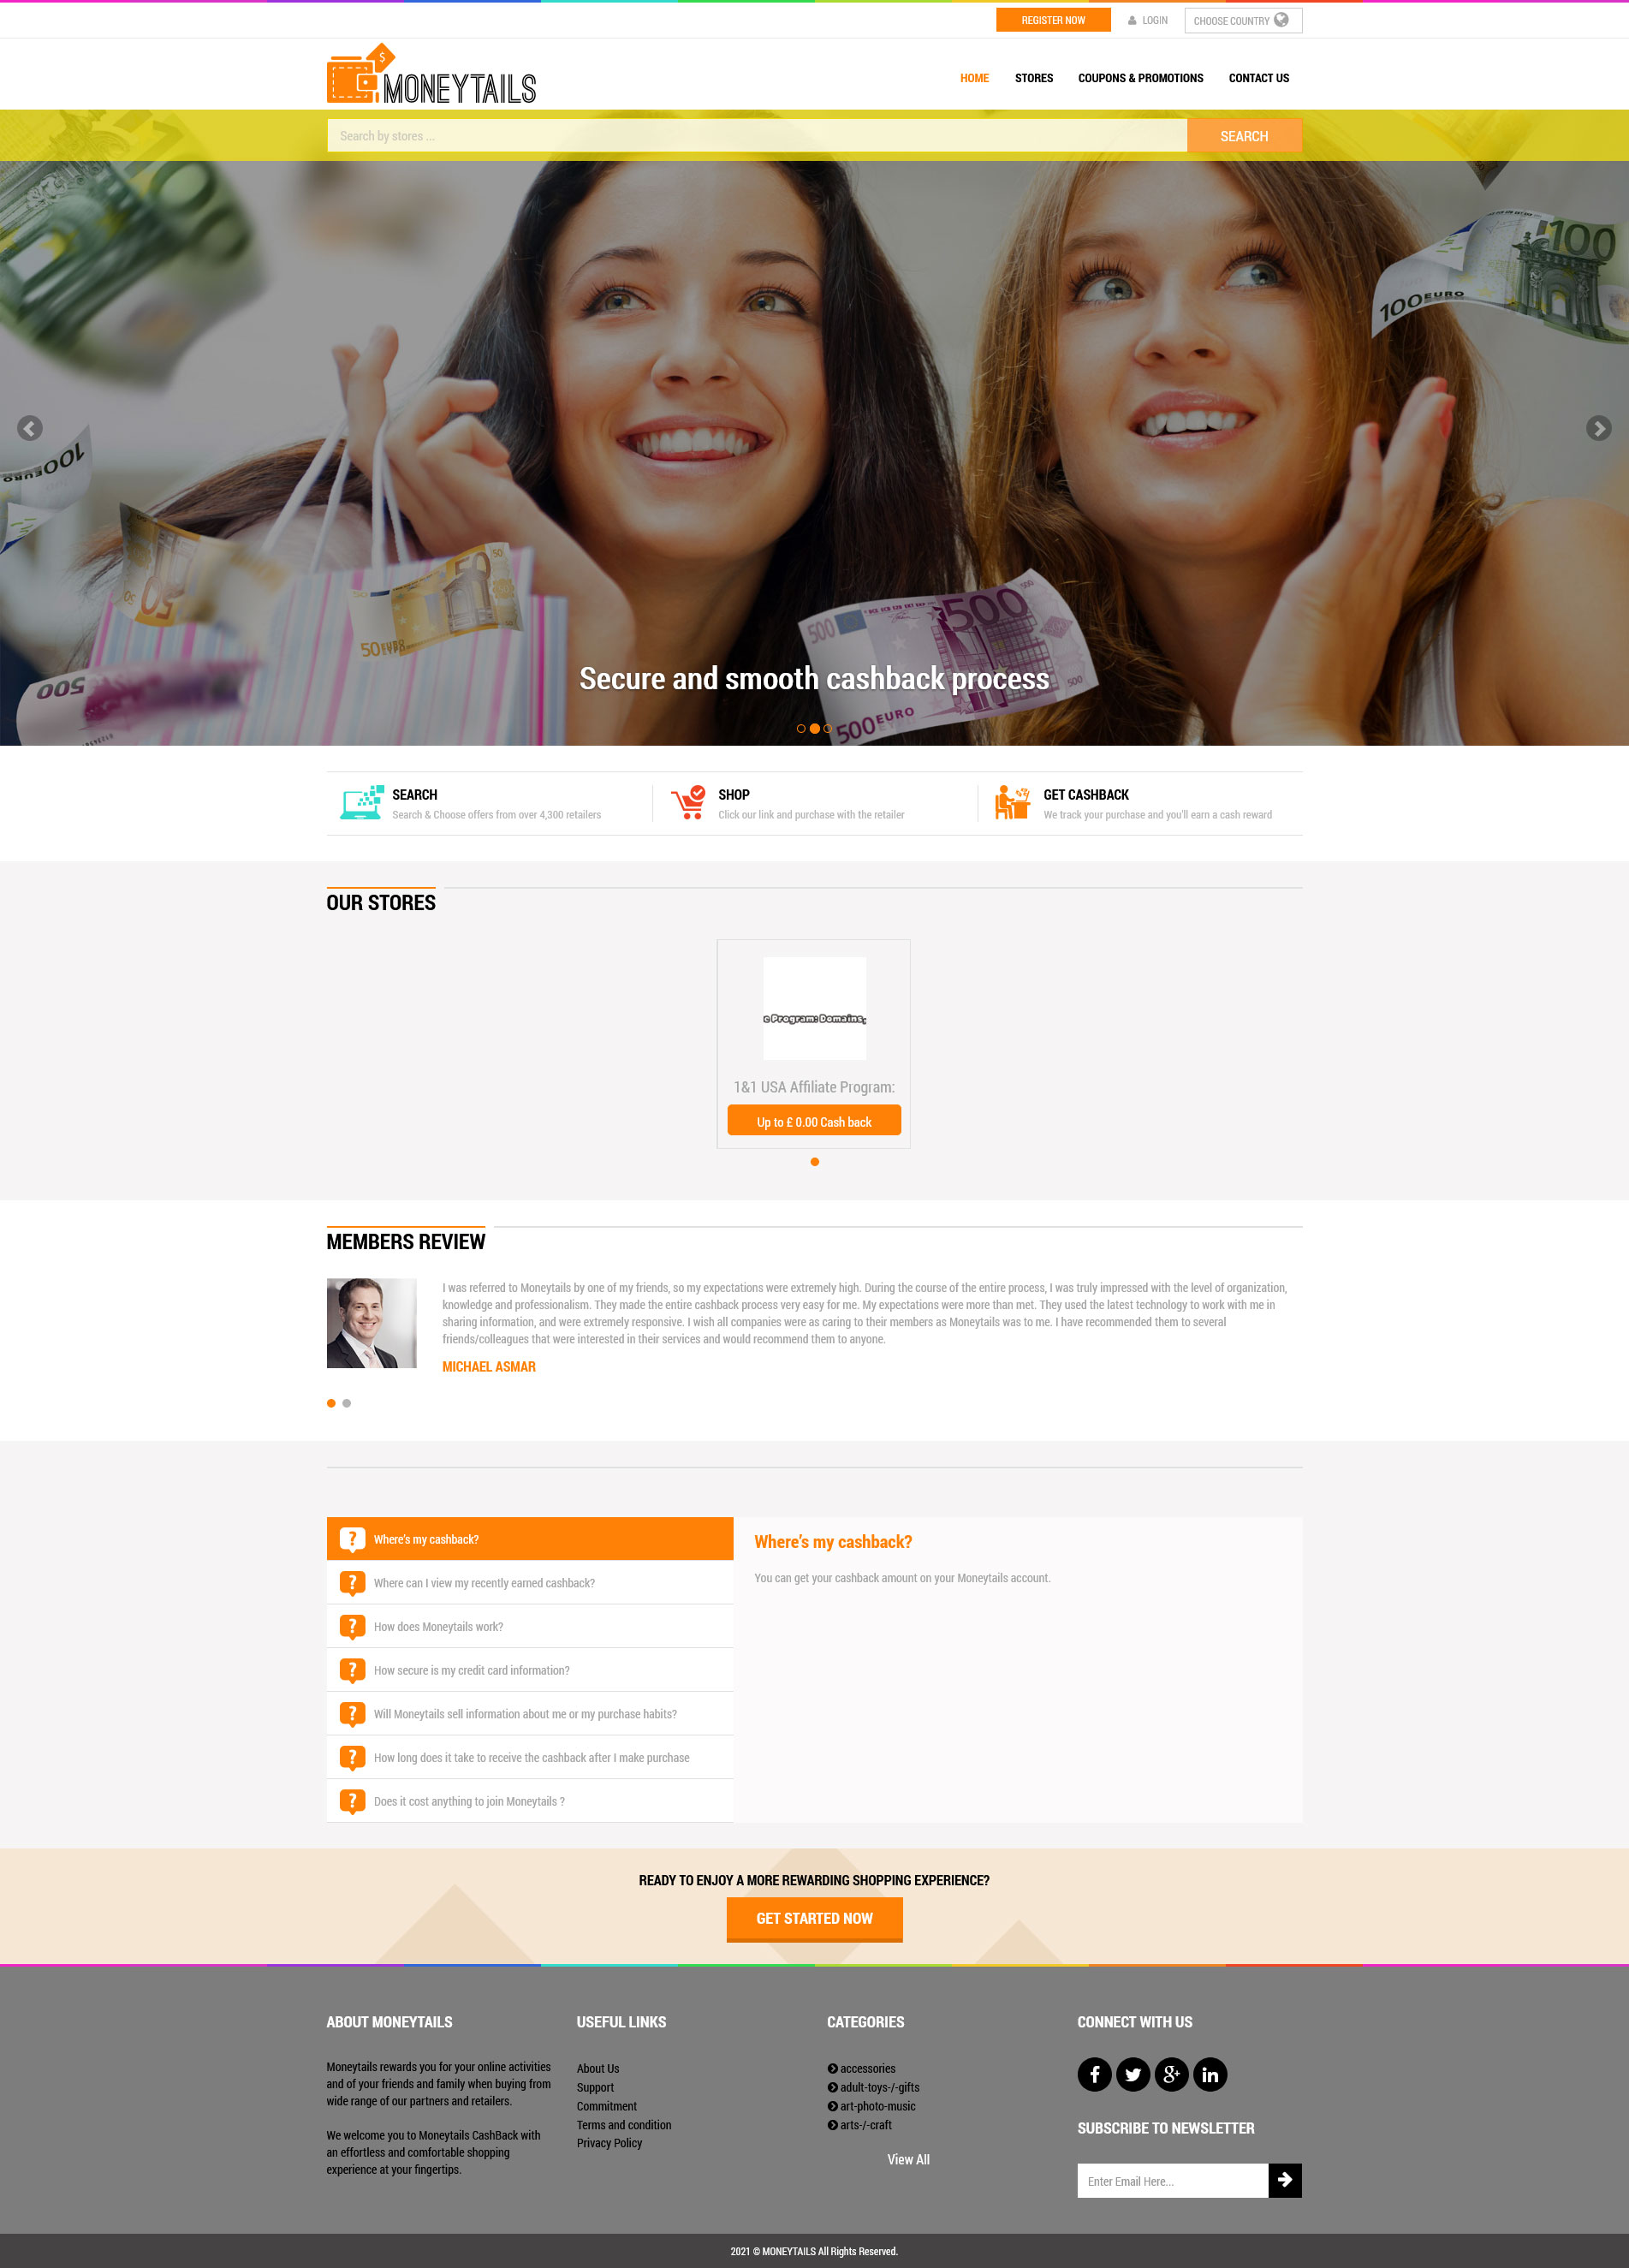 REGISTER NOW
LOGIN
CHOOSE COUNTRY
$
MONEYTAILS
HOME
STORES
COUPONS & PROMOTIONS
CONTACT US
Search by stores ...
SEARCH
100
100 EURO
100
EURO
50
50
50 EURO
500
500
500 EURO
500
Secure and smooth cashback process
SEARCH
Search & Choose offers from over 4,300 retailers
SHOP
Click our link and purchase with the retailer
GET CASHBACK
We track your purchase and you'll earn a cash reward
OUR STORES
e Program: Domains,
1&1 USA Affiliate Program:
Up to £ 0.00 Cash back
MEMBERS REVIEW
I was referred to Moneytails by one of my friends, so my expectations were extremely high. During the course of the entire process, I was truly impressed with the level of organization,
knowledge and professionalism. They made the entire cashback process very easy for me. My expectations were more than met. They used the latest technology to work with me in
sharing information, and were extremely responsive. I wish all companies were as caring to their members as Moneytails was to me. I have recommended them to several
friends/colleagues that were interested in their services and would recommend them to anyone.
MICHAEL ASMAR
? Where's my cashback?
? Where can I view my recently earned cashback?
? How does Moneytails work?
? How secure is my credit card information?
? Will Moneytails sell information about me or my purchase habits?
? How long does it take to receive the cashback after I make purchase
? Does it cost anything to join Moneytails ?
Where's my cashback?
You can get your cashback amount on your Moneytails account.
READY TO ENJOY A MORE REWARDING SHOPPING EXPERIENCE?
GET STARTED NOW
ABOUT MONEYTAILS
Moneytails rewards you for your online activities
and of your friends and family when buying from
wide range of our partners and retailers.
We welcome you to Moneytails CashBack with
an effortless and comfortable shopping
experience at your fingertips.
USEFUL LINKS
About Us
Support
Commitment
Terms and condition
Privacy Policy
CATEGORIES
accessories
adult-toys-/-gifts
art-photo-music
arts-/-craft
View All
CONNECT WITH US
SUBSCRIBE TO NEWSLETTER
Enter Email Here...
2021 © MONEYTAILS All Rights Reserved.